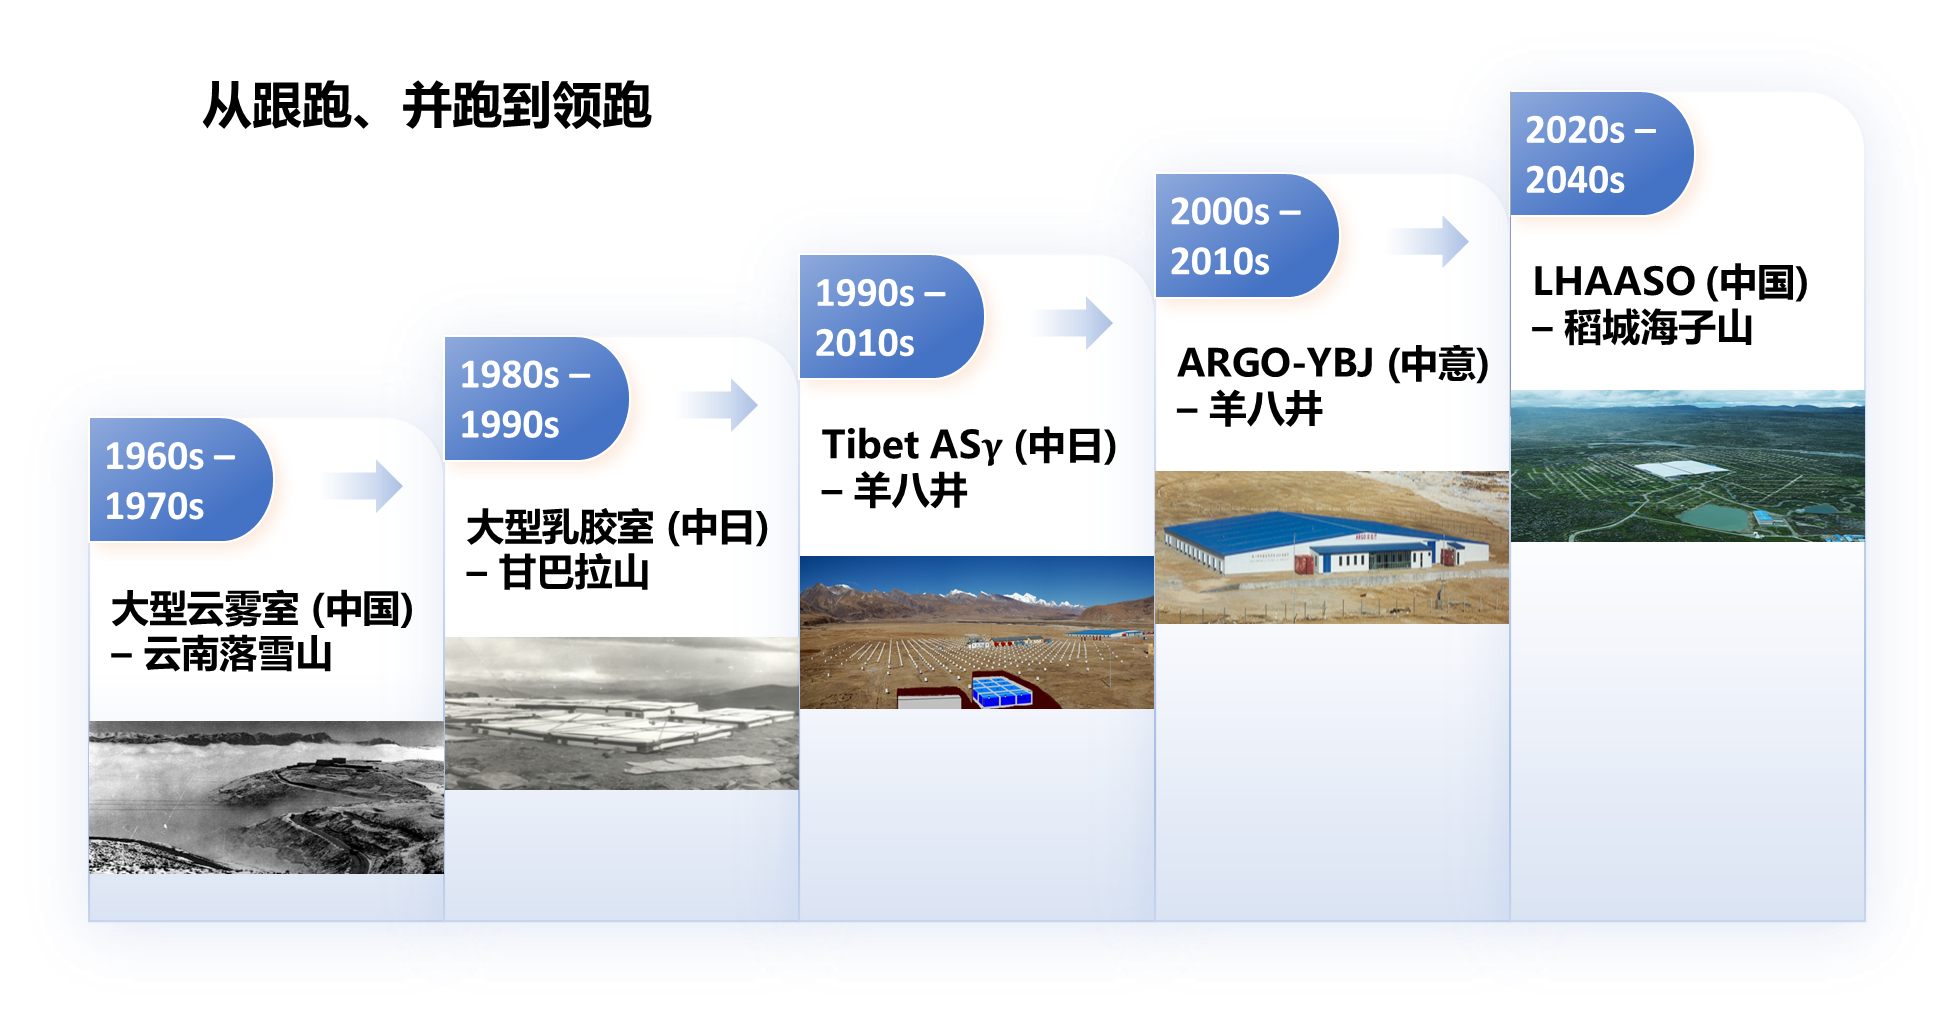 从跟跑、并跑到领跑
1960s –
1970s
大型云雾室 (中国)
– 云南落雪山
1980s –
1990s
大型乳胶室 (中日)
– 甘巴拉山
1990s –
2010s
Tibet ASγ (中日)
– 羊八井
2000s –
2010s
ARGO-YBJ (中意)
– 羊八井
2020s –
2040s
LHAASO (中国)
– 稻城海子山